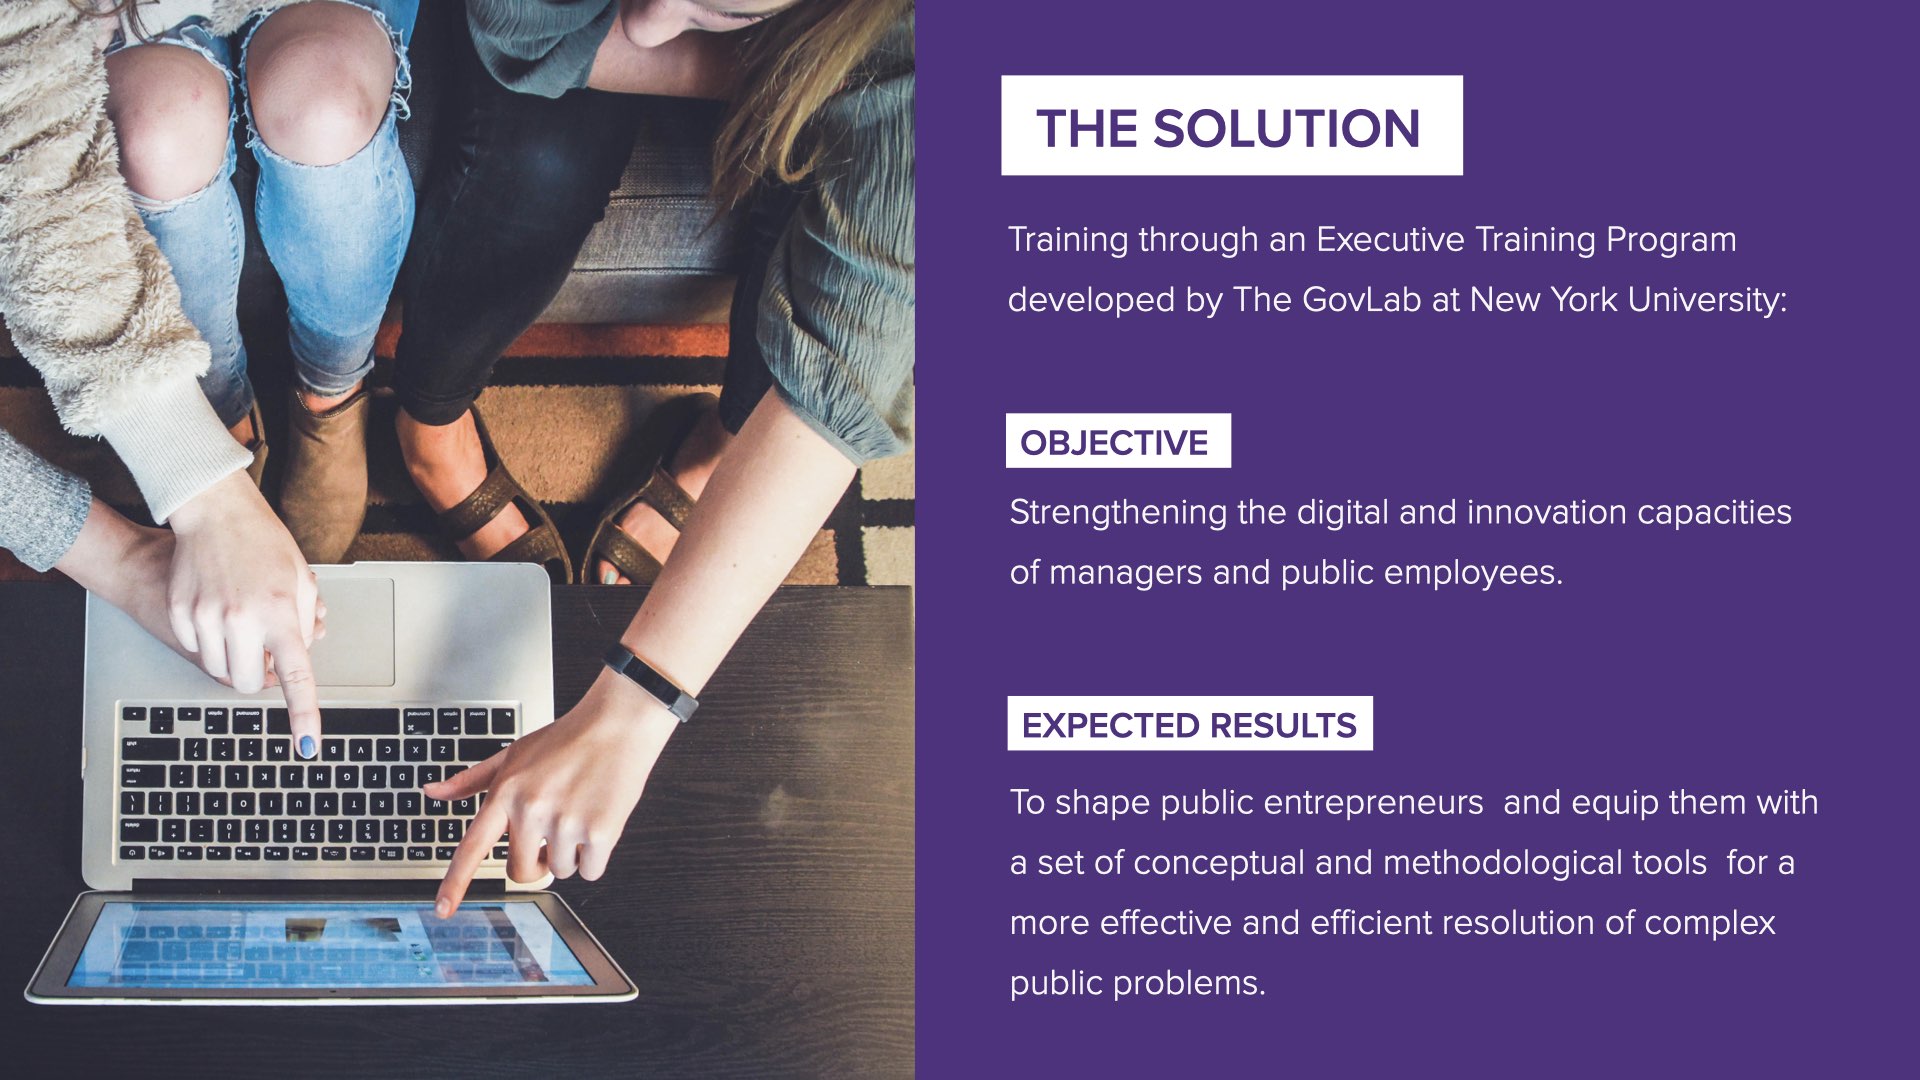 THE SOLUTION
Training through an Executive Training Program
developed by The GovLab at New York University:
OBJECTIVE
Strengthening the digital and innovation capacities
of managers and public employees.
EXPECTED RESULTS
To shape public entrepreneurs  and equip them with
a set of conceptual and methodological tools  for a
more effective and efficient resolution of complex
public problems.